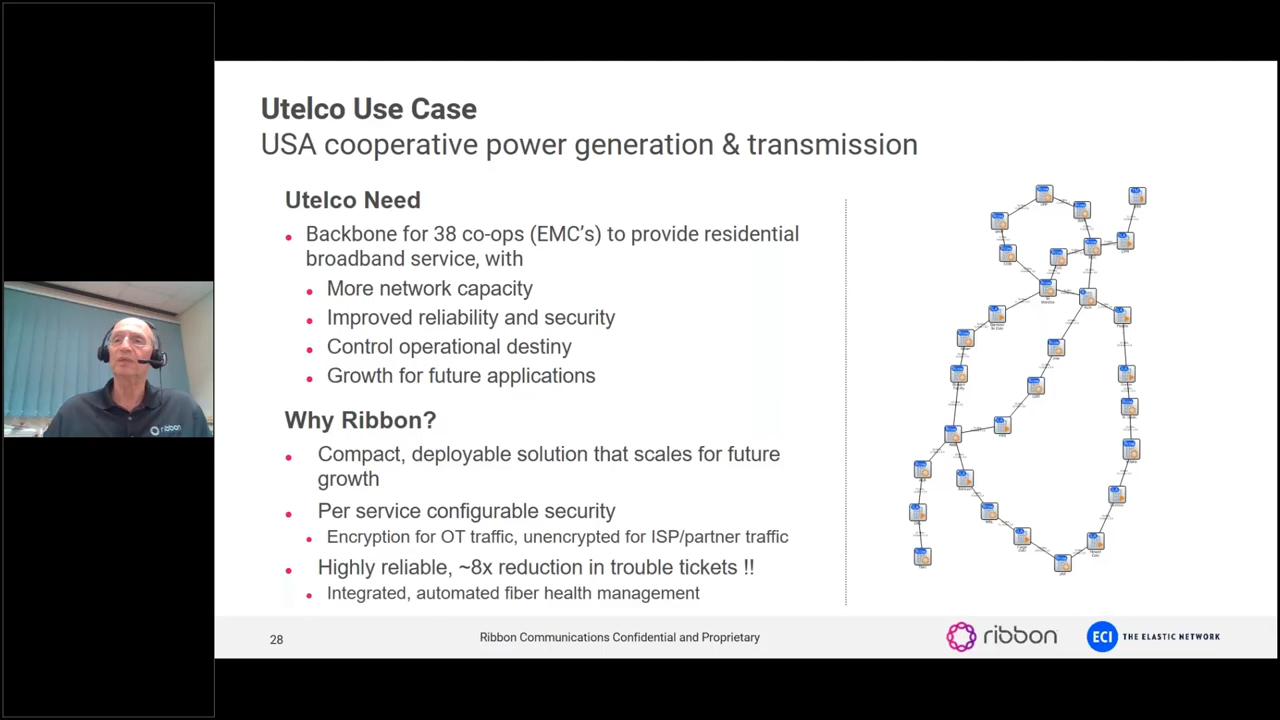 Utelco Use Case
USA cooperative power generation & transmission
Utelco Need
Backbone for 38 co-ops (EMC's) to provide residential
broadband service, with
More network capacity
Improved reliability and security
Control operational destiny
Growth for future applications
Why Ribbon?
Compact, deployable solution that scales for future
growth
Per service configurable security
Encryption for OT traffic, unencrypted for ISP/partner traffic
Highly reliable, ~8x reduction in trouble tickets !!
Integrated, automated fiber health management
ribbon
28
Ribbon Communications Confidential and Proprietary
ribbon
ECI THE ELASTIC NETWORK